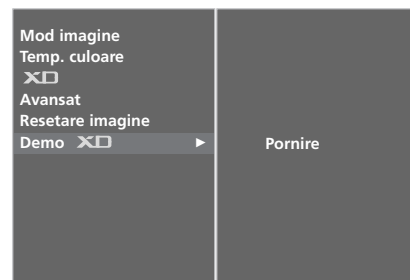 Mod imagine
Temp. culoare
XD
Avansat
Resetare imagine
Demo XD ► Pornire